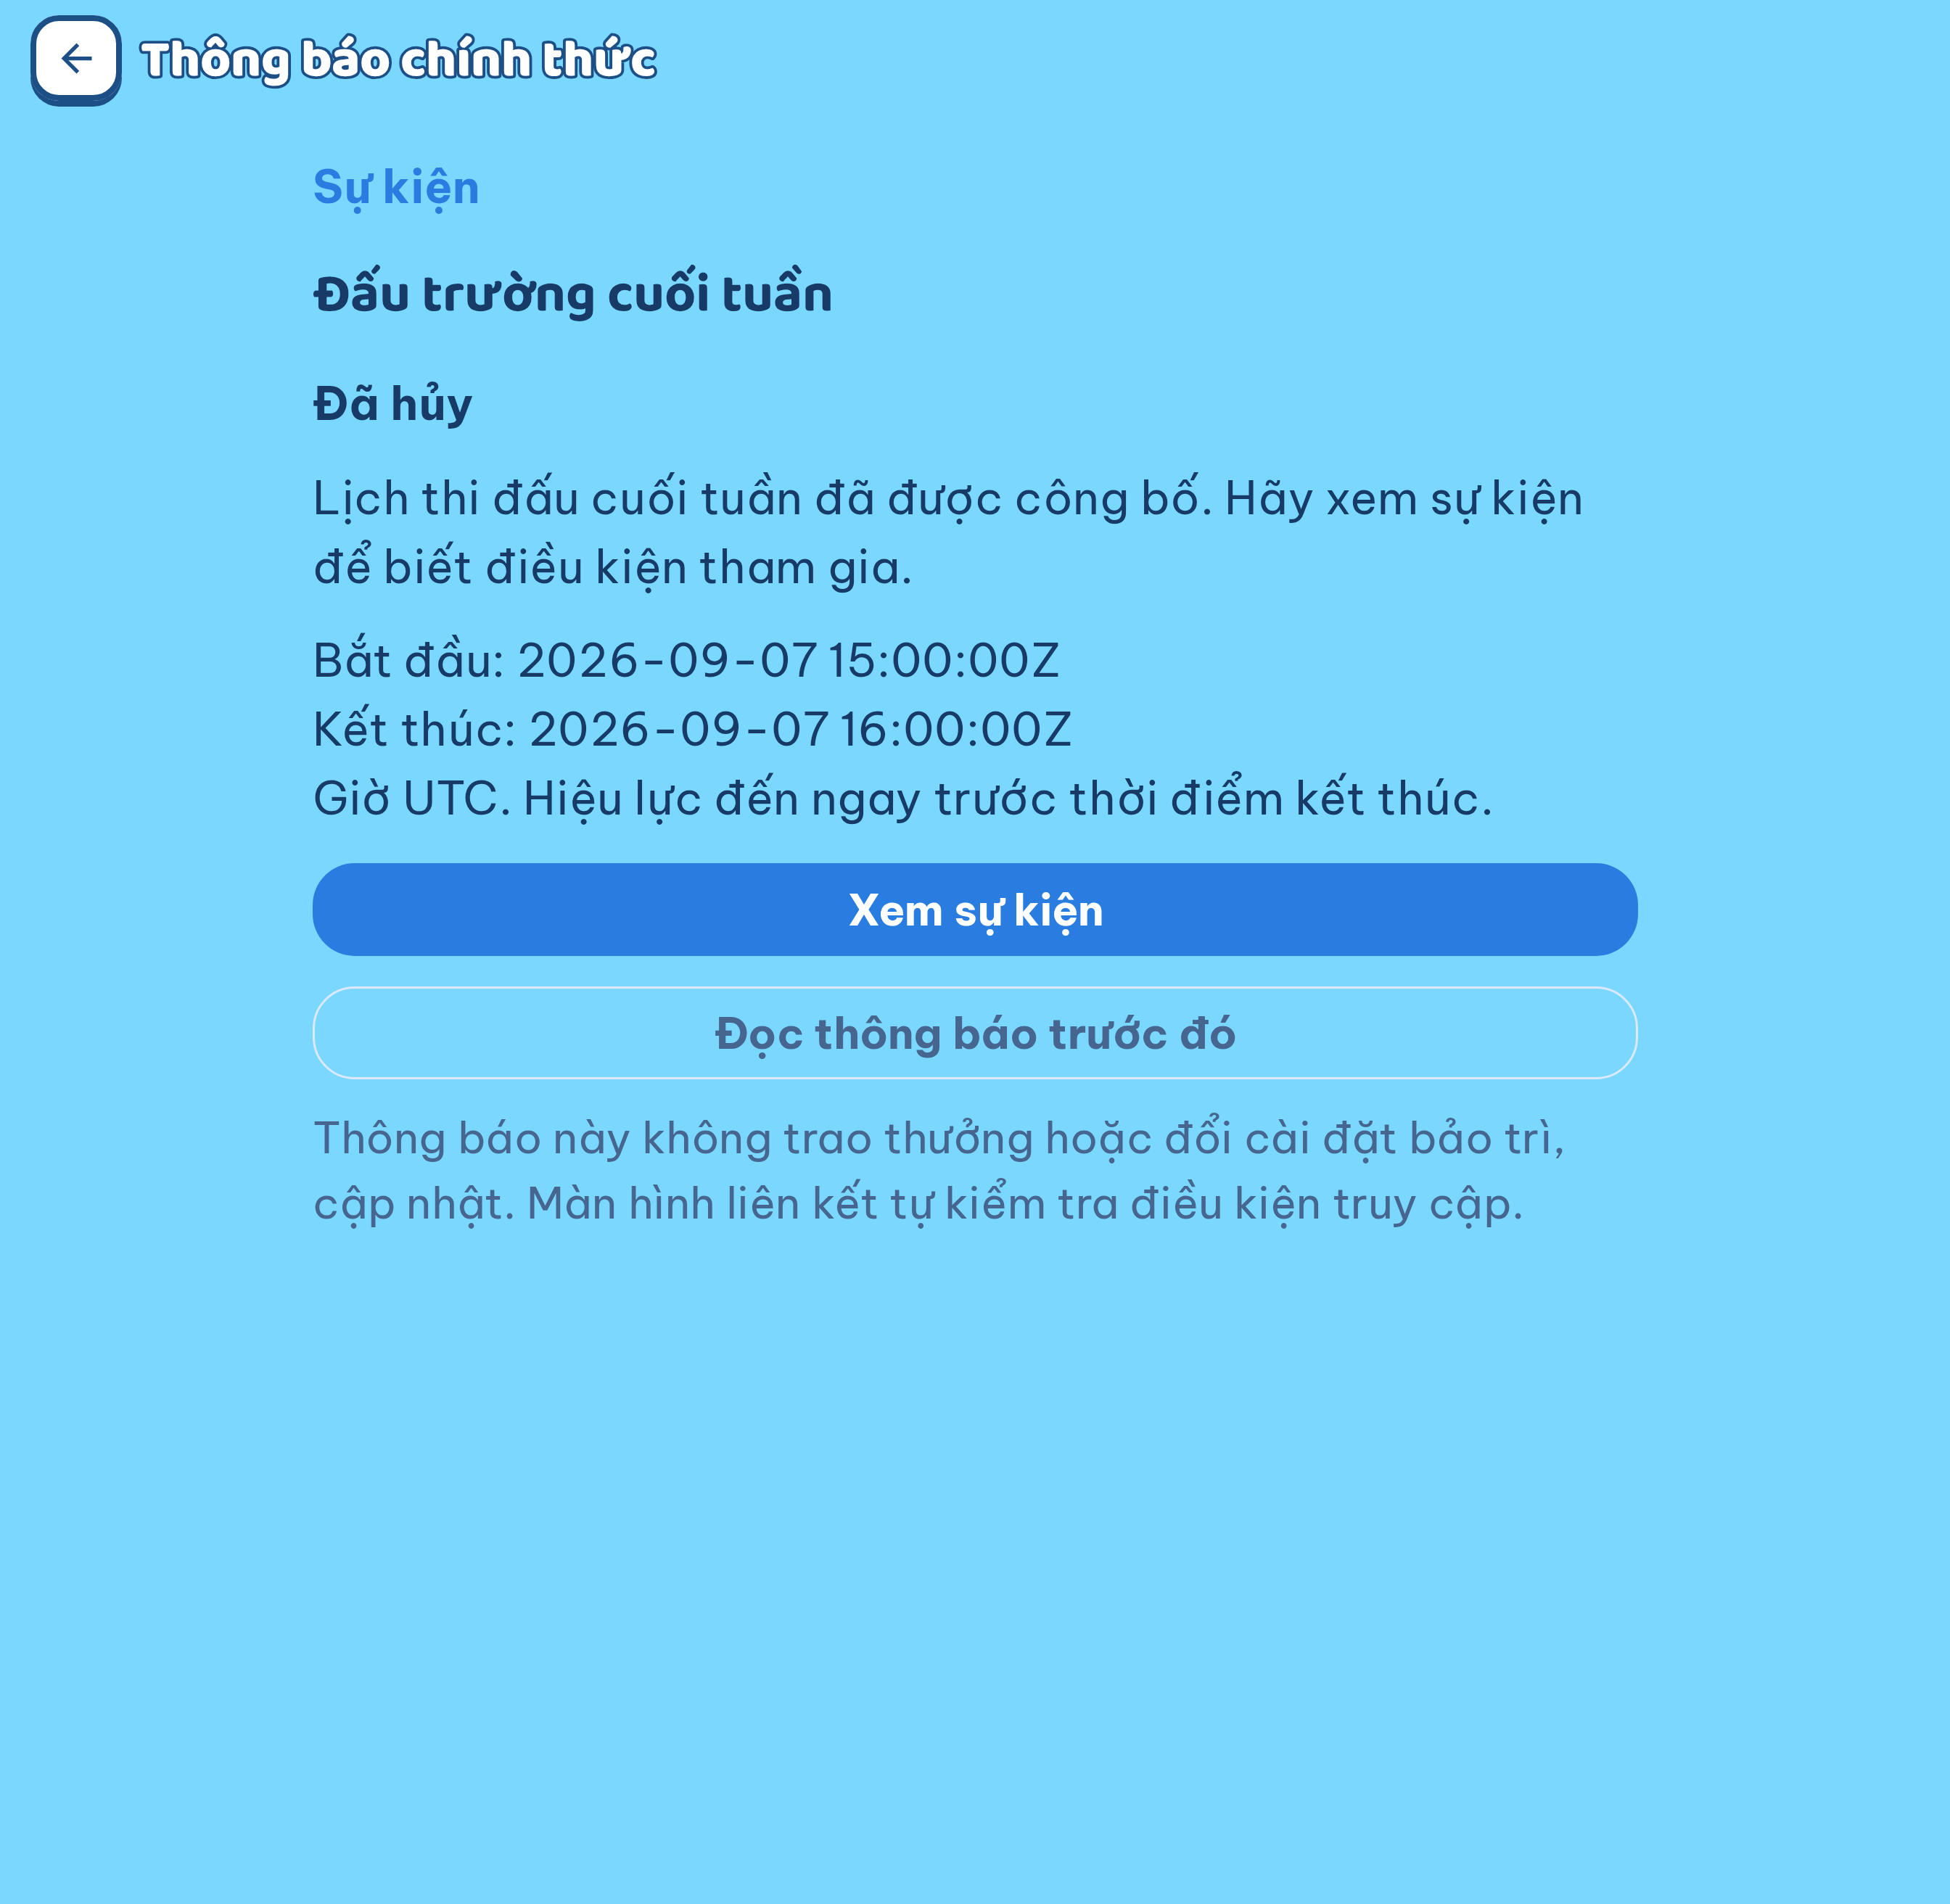 Thông báo chính thức
Sự kiện
Đấu trường cuối tuần
Đã hủy
Lịch thi đấu cuối tuần đã được công bố. Hãy xem sự kiện
để biết điều kiện tham gia.
Bắt đầu: 2026-09-07 15:00:00Z
Kết thúc: 2026-09-07 16:00:00Z
Giờ UTC. Hiệu lực đến ngay trước thời điểm kết thúc.
Xem sự kiện
Đọc thông báo trước đó
Thông báo này không trao thưởng hoặc đổi cài đặt bảo trì,
cập nhật. Màn hình liên kết tự kiểm tra điều kiện truy cập.